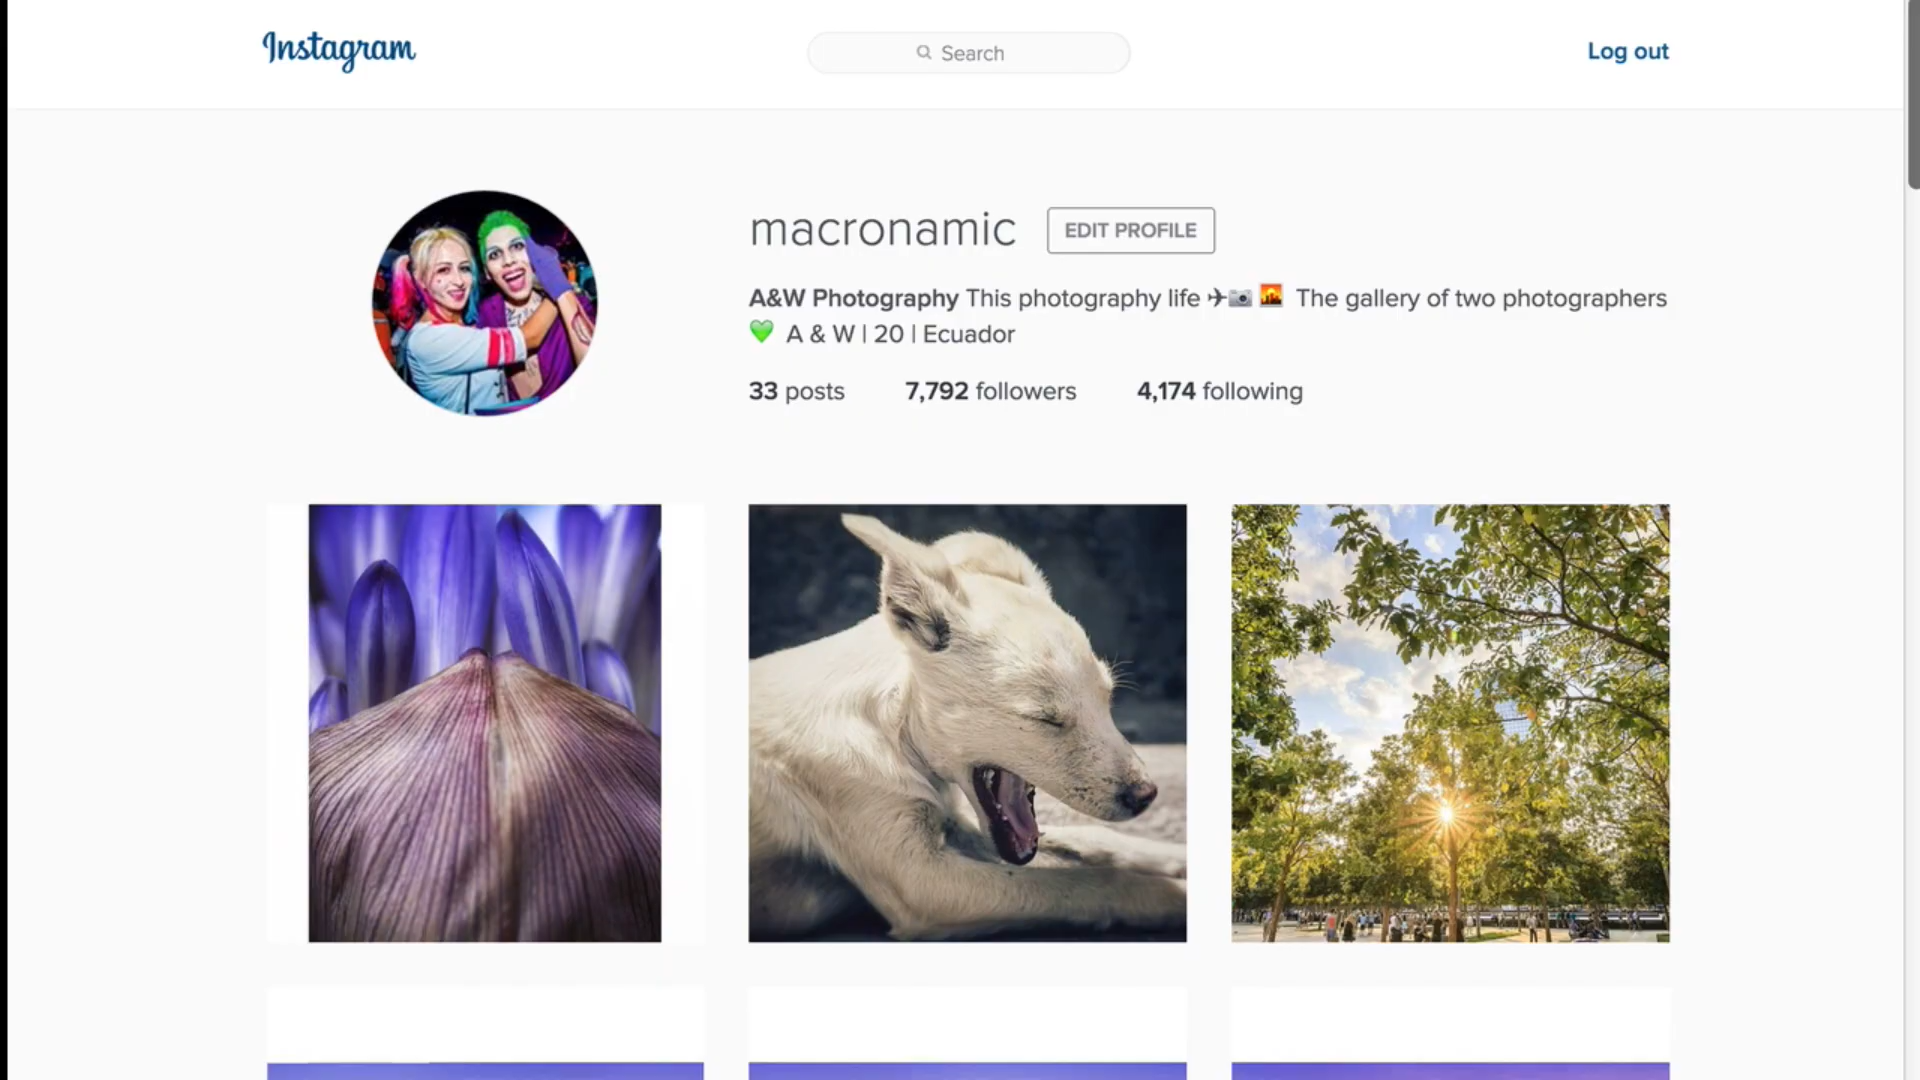 Instagram
Search
Log out
macronamic
EDIT PROFILE
A&W Photography This photography life ✈📷🌇 The gallery of two photographers
💚 A & W | 20 | Ecuador
33 posts
7,792 followers
4,174 following